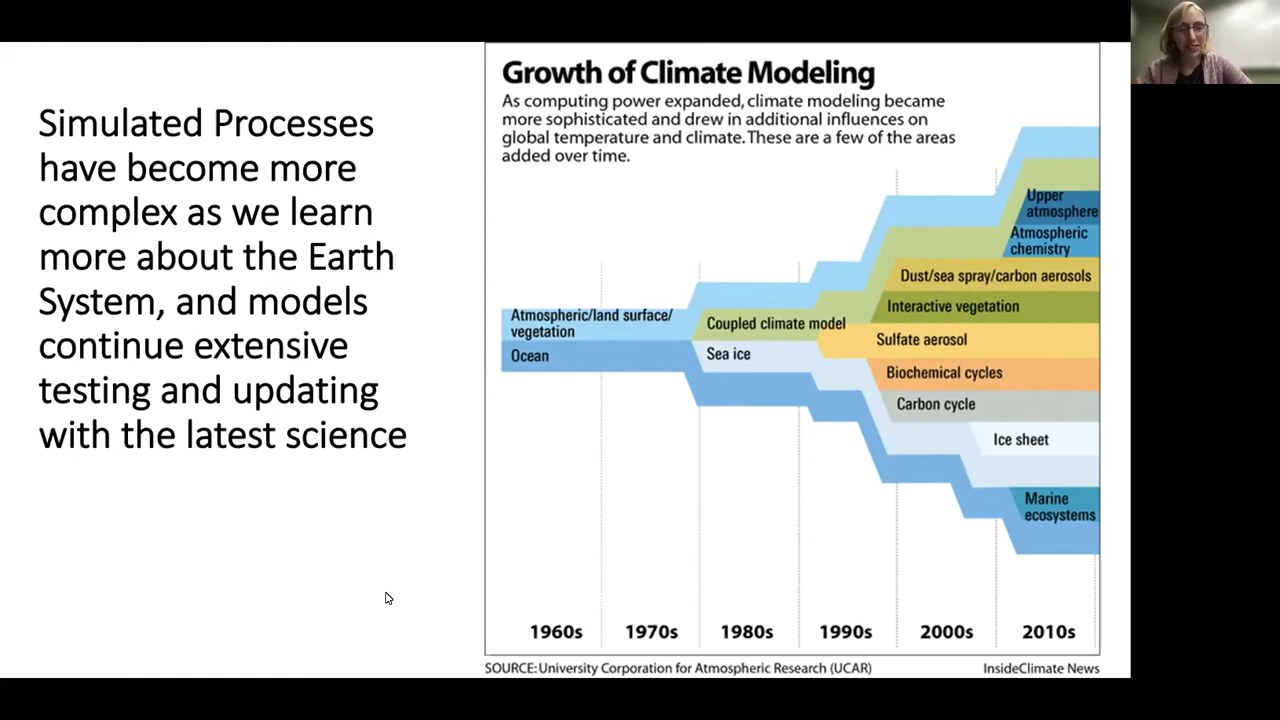 Simulated Processes
have become more
complex as we learn
more about the Earth
System, and models
continue extensive
testing and updating
with the latest science
Growth of Climate Modeling
As computing power expanded, climate modeling became
more sophisticated and drew in additional influences on
global temperature and climate. These are a few of the areas
added over time.
Upper
atmosphere
Atmospheric
chemistry
Dust/sea spray/carbon aerosols
Interactive vegetation
Atmospheric/land surface/
vegetation
Coupled climate model
Sulfate aerosol
Ocean
Sea ice
Biochemical cycles
Carbon cycle
Ice sheet
Marine
ecosystems
1960s 1970s 1980s 1990s 2000s 2010s
SOURCE: University Corporation for Atmospheric Research (UCAR)
InsideClimate News